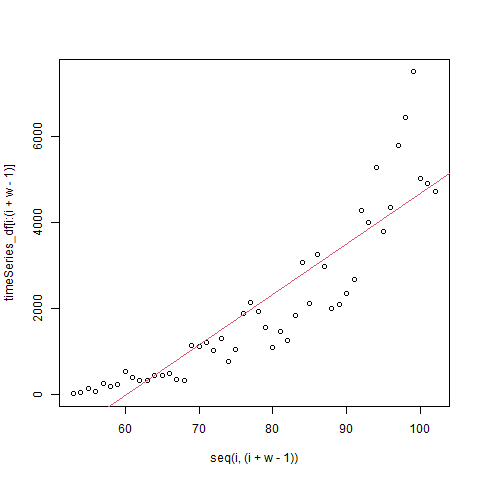 timeSeries_df[i:(i + w - 1)]
6000
4000
2000
0
60 70 80 90 100
seq(i, (i + w - 1))